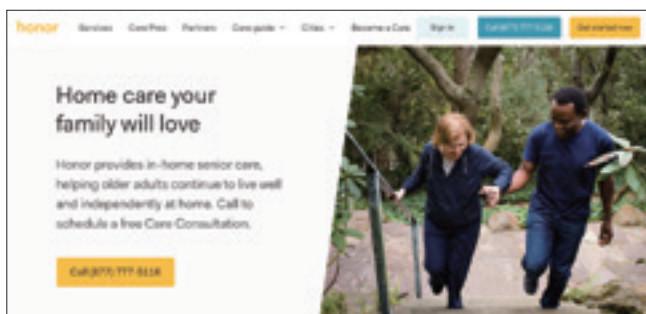 honor
Services Care Pros Partners Care guide Cities Become a Care Sign in Get started now
Home care your
family will love
Honor provides in-home senior care,
helping older adults continue to live well
and independently at home. Call to
schedule a free Care Consultation.
Call (877) 777-5116